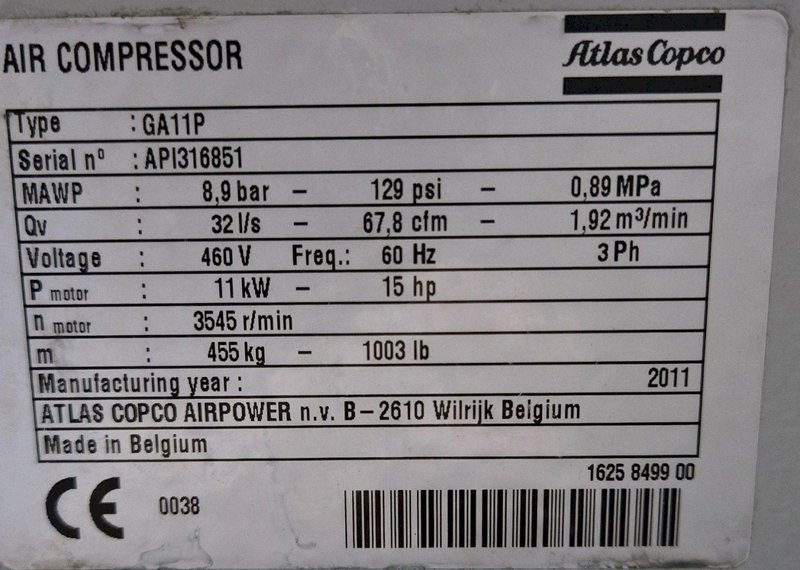 AIR COMPRESSOR
Atlas Copco
Type : GA11P
Serial nº : API316851
MAWP : 8,9 bar – 129 psi – 0,89 MPa
Qv : 32 l/s – 67,8 cfm – 1,92 m³/min
Voltage : 460 V Freq.: 60 Hz 3 Ph
P motor : 11 kW – 15 hp
n motor : 3545 r/min
m : 455 kg – 1003 lb
Manufacturing year : 2011
ATLAS COPCO AIRPOWER n.v. B – 2610 Wilrijk Belgium
Made in Belgium
1625 8499 00
CE 0038